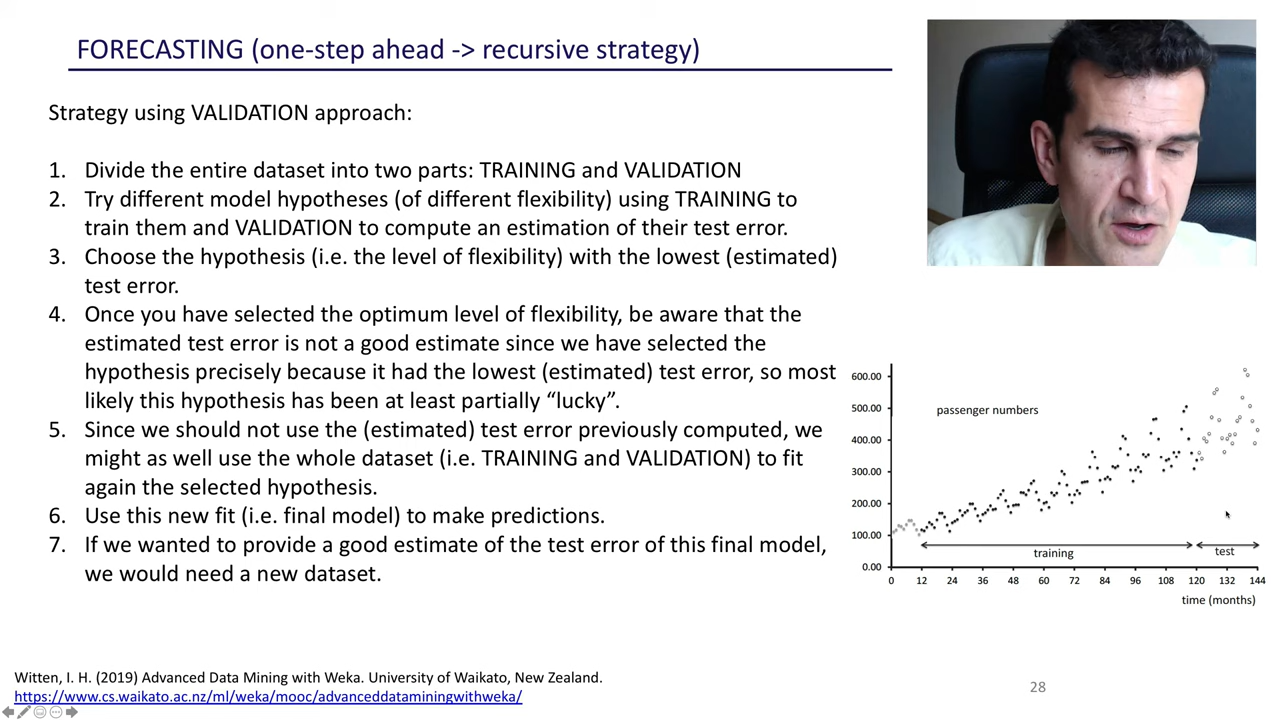 FORECASTING (one-step ahead -> recursive strategy)
Strategy using VALIDATION approach:
1. Divide the entire dataset into two parts: TRAINING and VALIDATION
2. Try different model hypotheses (of different flexibility) using TRAINING to
train them and VALIDATION to compute an estimation of their test error.
3. Choose the hypothesis (i.e. the level of flexibility) with the lowest (estimated)
test error.
4. Once you have selected the optimum level of flexibility, be aware that the
estimated test error is not a good estimate since we have selected the
hypothesis precisely because it had the lowest (estimated) test error, so most
likely this hypothesis has been at least partially “lucky”.
5. Since we should not use the (estimated) test error previously computed, we
might as well use the whole dataset (i.e. TRAINING and VALIDATION) to fit
again the selected hypothesis.
6. Use this new fit (i.e. final model) to make predictions.
7. If we wanted to provide a good estimate of the test error of this final model,
we would need a new dataset.
600.00
500.00
400.00
300.00
200.00
100.00
0.00
passenger numbers
training
test
0 12 24 36 48 60 72 84 96 108 120 132 144
time (months)
Witten, I. H. (2019) Advanced Data Mining with Weka. University of Waikato, New Zealand.
https://www.cs.waikato.ac.nz/ml/weka/mooc/advanceddataminingwithweka/
28